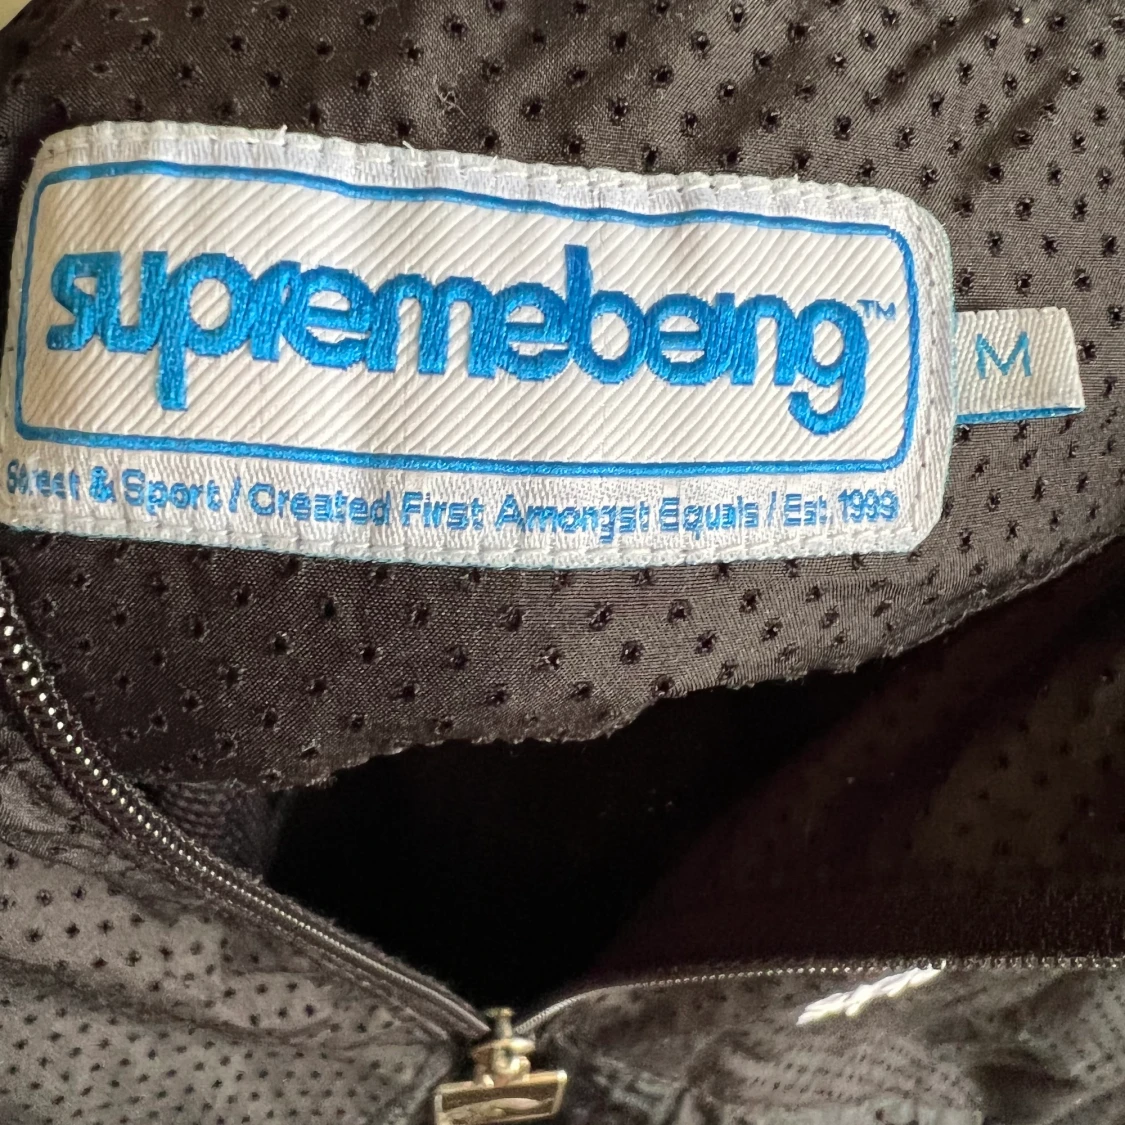 supremebeing™
M
Street & Sport / Created First Amongst Equals / Est. 1999